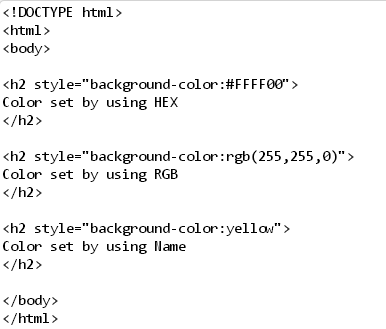 <!DOCTYPE html>
<html>
<body>

<h2 style="background-color:#FFFF00">
Color set by using HEX
</h2>

<h2 style="background-color:rgb(255,255,0)">
Color set by using RGB
</h2>

<h2 style="background-color:yellow">
Color set by using Name
</h2>

</body>
</html>